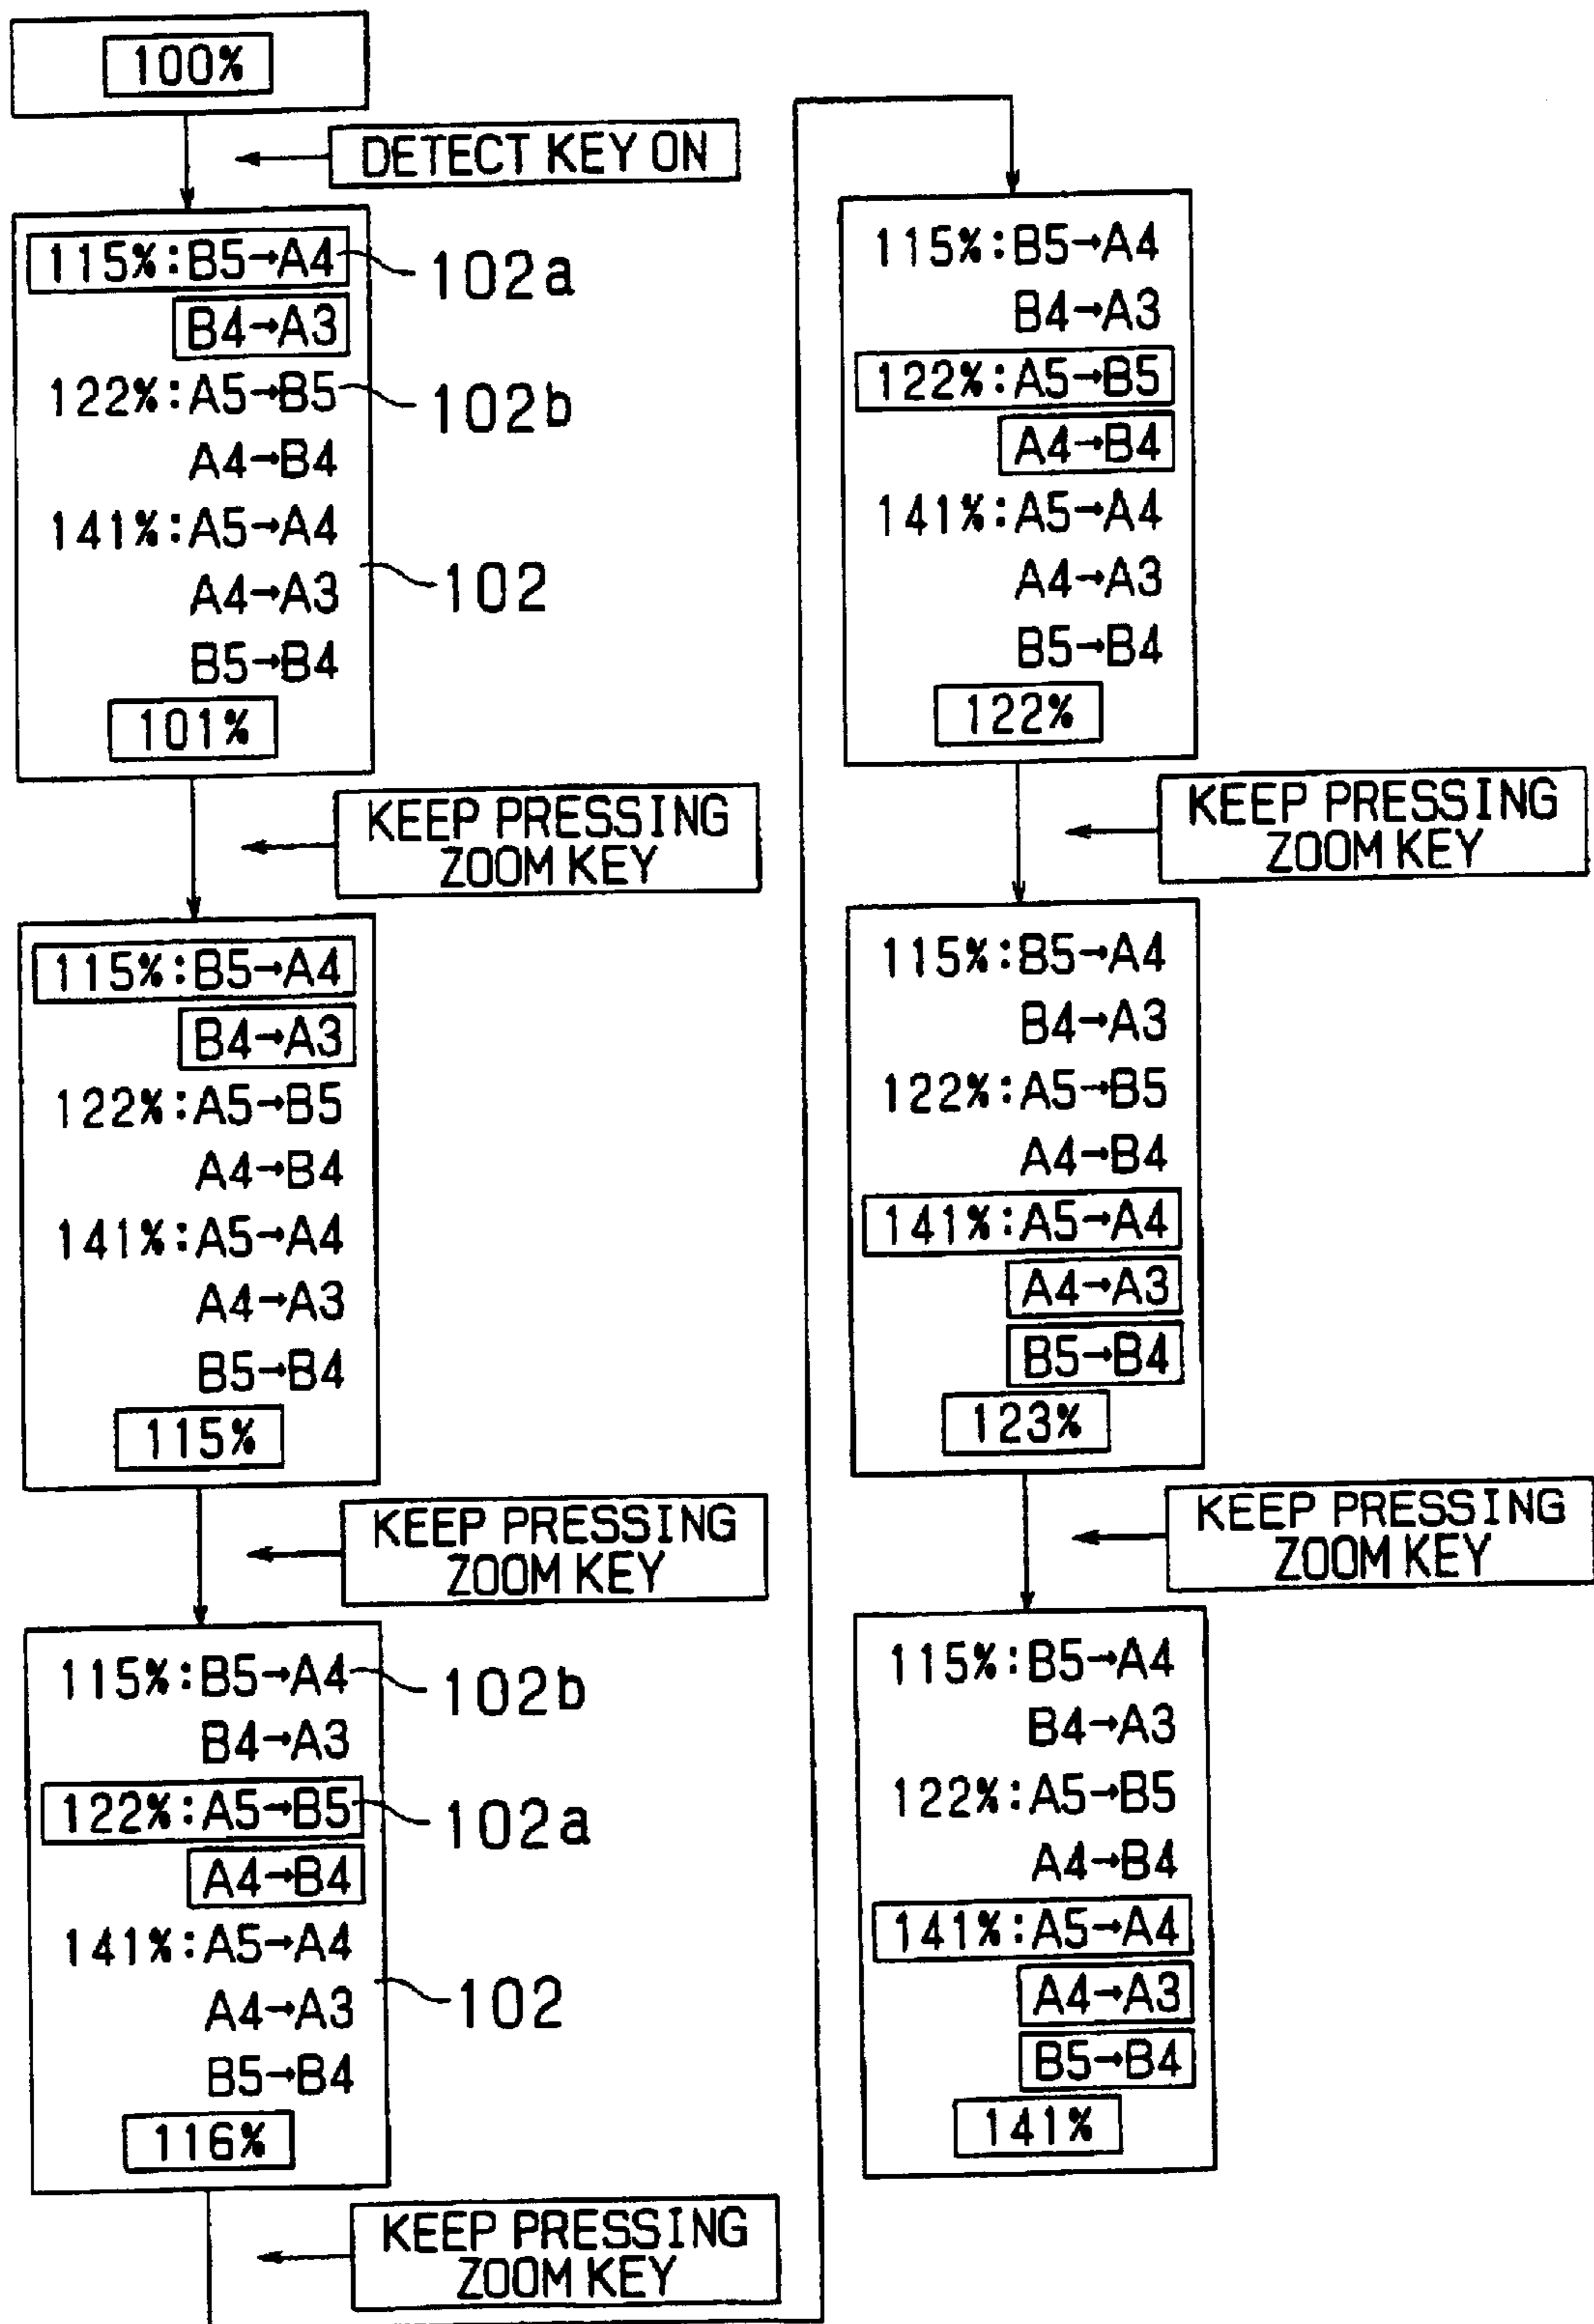 100%
DETECT KEY ON
115%:B5→A4
102a
B4→A3
122%:A5→B5
102b
A4→B4
141%:A5→A4
102
A4→A3
B5→B4
101%
KEEP PRESSING
ZOOM KEY
115%:B5→A4
B4→A3
122%:A5→B5
A4→B4
141%:A5→A4
A4→A3
B5→B4
115%
KEEP PRESSING
ZOOM KEY
115%:B5→A4
102b
B4→A3
122%:A5→B5
102a
A4→B4
141%:A5→A4
102
A4→A3
B5→B4
116%
KEEP PRESSING
ZOOM KEY
115%:B5→A4
B4→A3
122%:A5→B5
A4→B4
141%:A5→A4
A4→A3
B5→B4
122%
KEEP PRESSING
ZOOM KEY
115%:B5→A4
B4→A3
122%:A5→B5
A4→B4
141%:A5→A4
A4→A3
B5→B4
123%
KEEP PRESSING
ZOOM KEY
115%:B5→A4
B4→A3
122%:A5→B5
A4→B4
141%:A5→A4
A4→A3
B5→B4
141%